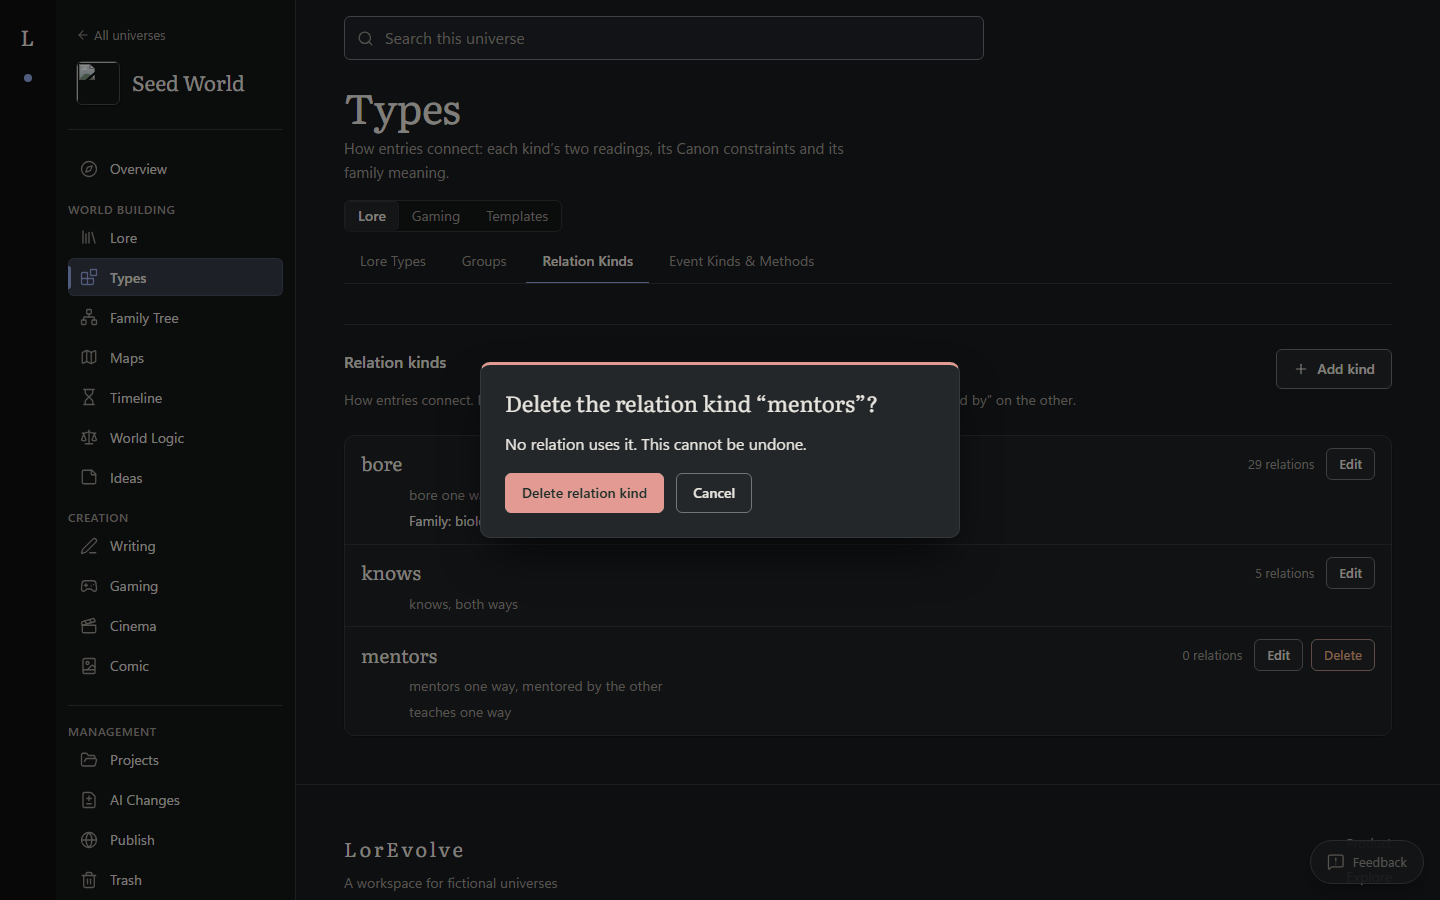 L
All universes
Seed World
Overview
WORLD BUILDING
Lore
Types
Family Tree
Maps
Timeline
World Logic
Ideas
CREATION
Writing
Gaming
Cinema
Comic
MANAGEMENT
Projects
AI Changes
Publish
Trash
Search this universe
Types
How entries connect: each kind’s two readings, its Canon constraints and its
family meaning.
Lore Gaming Templates
Lore Types Groups Relation Kinds Event Kinds & Methods
Relation kinds
Add kind
How entries connect. d by” on the other.
Delete the relation kind “mentors”?
No relation uses it. This cannot be undone.
Delete relation kind Cancel
bore
29 relations Edit
bore one w
Family: biol
knows
5 relations Edit
knows, both ways
mentors
0 relations Edit Delete
mentors one way, mentored by the other
teaches one way
LorEvolve
A workspace for fictional universes
Product
Feedback
Explore